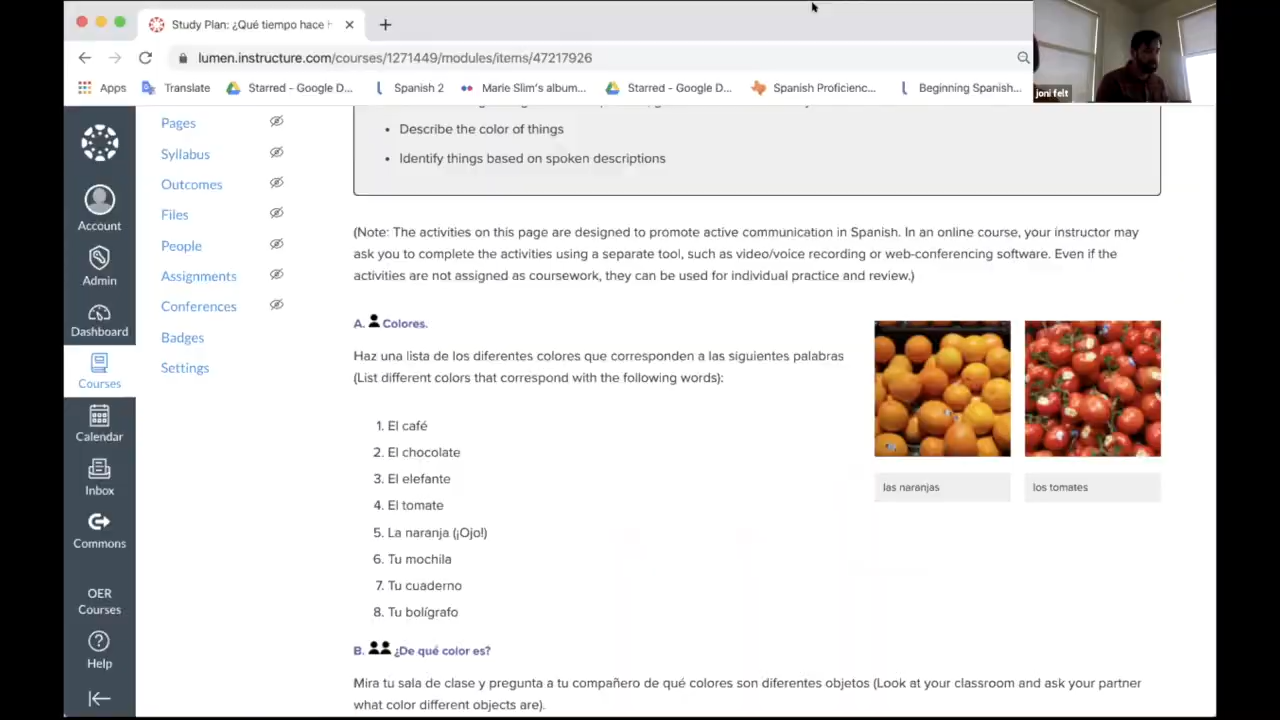 Study Plan: ¿Qué tiempo hace
lumen.instructure.com/courses/1271449/modules/items/47217926
Apps
Translate
Starred - Google D...
Spanish 2
Marie Slim's album...
Starred - Google D...
Spanish Proficienc...
Beginning Spanish...
joni felt
Account
Admin
Dashboard
Courses
Calendar
Inbox
Commons
OER
Courses
Help
Pages
Syllabus
Outcomes
Files
People
Assignments
Conferences
Badges
Settings
• Describe the color of things
• Identify things based on spoken descriptions
(Note: The activities on this page are designed to promote active communication in Spanish. In an online course, your instructor may
ask you to complete the activities using a separate tool, such as video/voice recording or web-conferencing software. Even if the
activities are not assigned as coursework, they can be used for individual practice and review.)
A. Colores.
Haz una lista de los diferentes colores que corresponden a las siguientes palabras
(List different colors that correspond with the following words):
1. El café
2. El chocolate
3. El elefante
4. El tomate
5. La naranja (¡Ojo!)
6. Tu mochila
7. Tu cuaderno
8. Tu bolígrafo
las naranjas
los tomates
B. ¿De qué color es?
Mira tu sala de clase y pregunta a tu compañero de qué colores son diferentes objetos (Look at your classroom and ask your partner
what color different objects are).